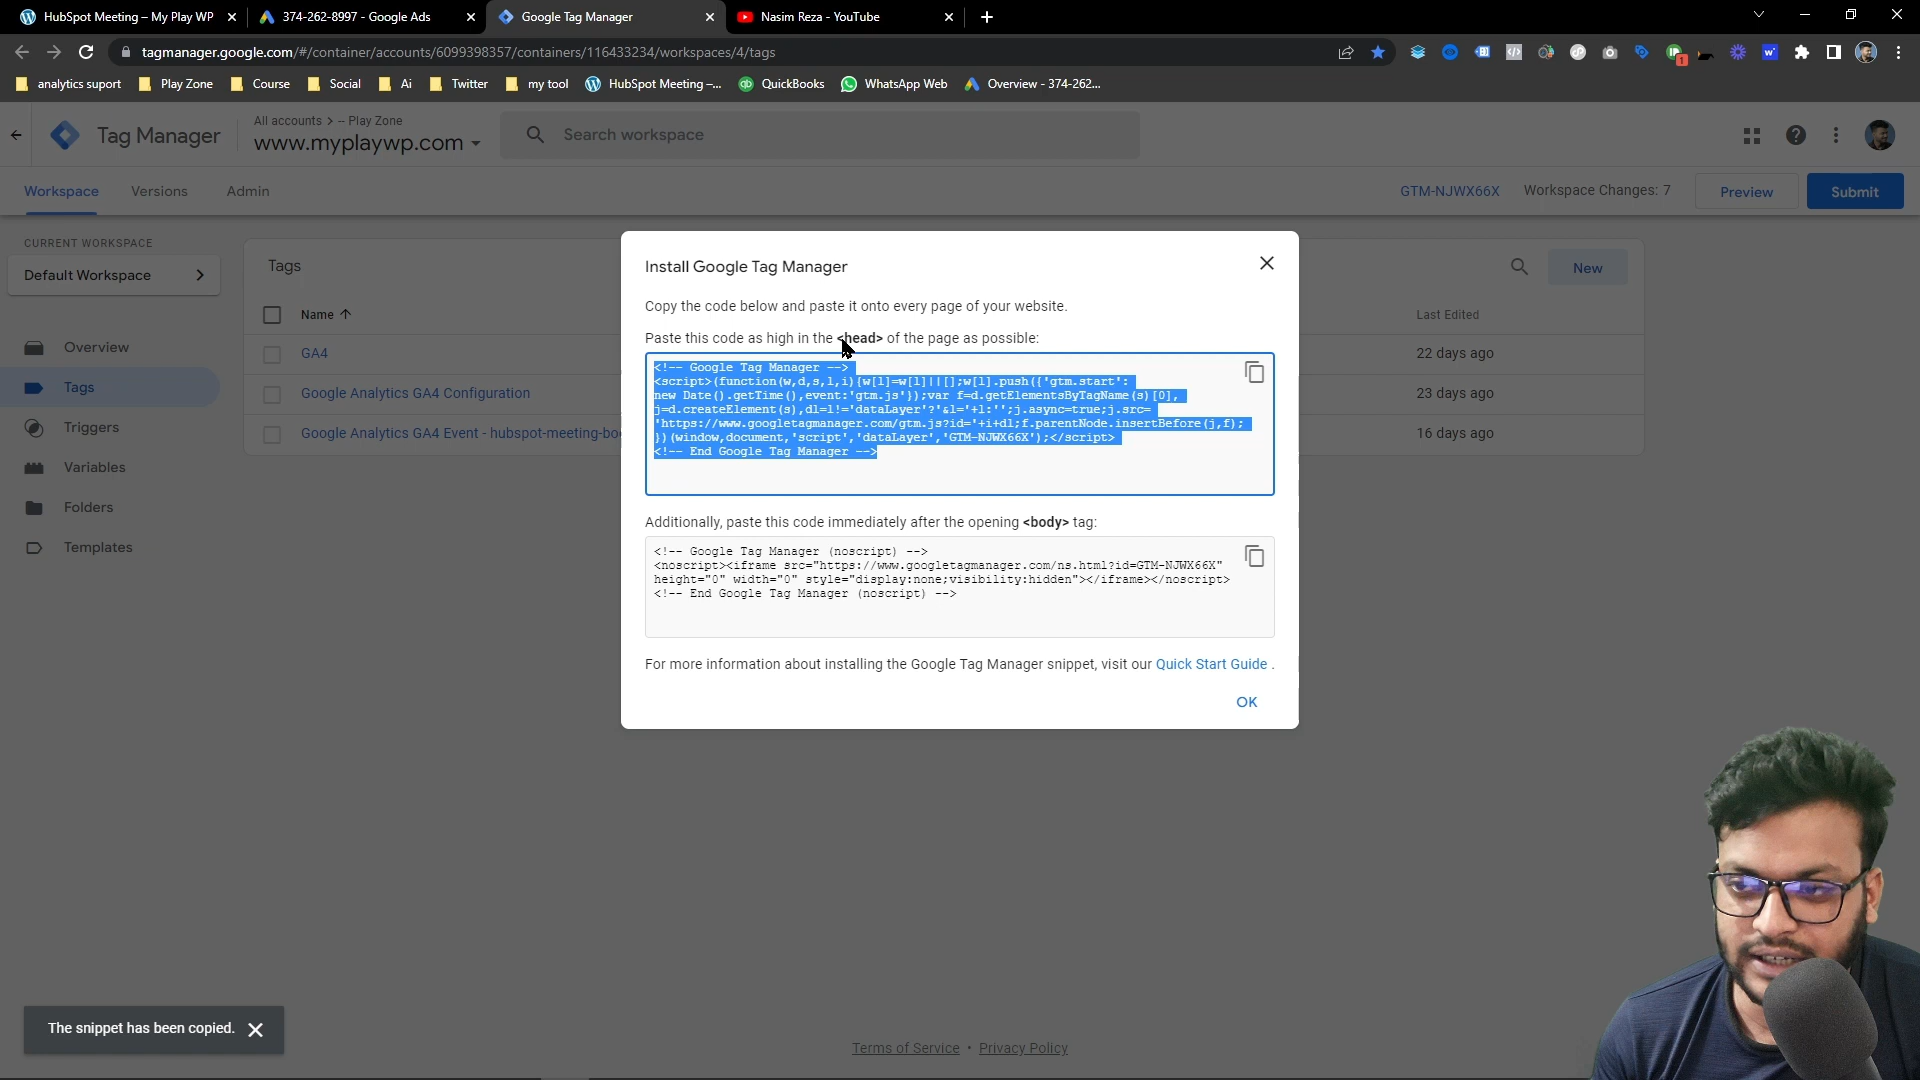 HubSpot Meeting – My Play WP
374-262-8997 - Google Ads
Google Tag Manager
Nasim Reza - YouTube
tagmanager.google.com/#/container/accounts/6099398357/containers/116433234/workspaces/4/tags
1
analytics suport
Play Zone
Course
Social
Ai
Twitter
my tool
HubSpot Meeting –...
QuickBooks
WhatsApp Web
Overview - 374-262...
Tag Manager
All accounts > -- Play Zone
www.myplaywp.com
Search workspace
Workspace
Versions
Admin
GTM-NJWX66X
Workspace Changes: 7
Preview
Submit
CURRENT WORKSPACE
Default Workspace
Overview
Tags
Triggers
Variables
Folders
Templates
Tags
New
Name
Last Edited
GA4
22 days ago
Google Analytics GA4 Configuration
23 days ago
Google Analytics GA4 Event - hubspot-meeting-bo
16 days ago
Install Google Tag Manager
Copy the code below and paste it onto every page of your website.
Paste this code as high in the <head> of the page as possible:
<!-- Google Tag Manager -->
<script>(function(w,d,s,l,i){w[l]=w[l]||[];w[l].push({'gtm.start':
new Date().getTime(),event:'gtm.js'});var f=d.getElementsByTagName(s)[0],
j=d.createElement(s),dl=l!='dataLayer'?'&l='+l:'';j.async=true;j.src=
'https://www.googletagmanager.com/gtm.js?id='+i+dl;f.parentNode.insertBefore(j,f);
})(window,document,'script','dataLayer','GTM-NJWX66X');</script>
<!-- End Google Tag Manager -->
Additionally, paste this code immediately after the opening <body> tag:
<!-- Google Tag Manager (noscript) -->
<noscript><iframe src="https://www.googletagmanager.com/ns.html?id=GTM-NJWX66X"
height="0" width="0" style="display:none;visibility:hidden"></iframe></noscript>
<!-- End Google Tag Manager (noscript) -->
For more information about installing the Google Tag Manager snippet, visit our Quick Start Guide .
OK
The snippet has been copied.
Terms of Service • Privacy Policy